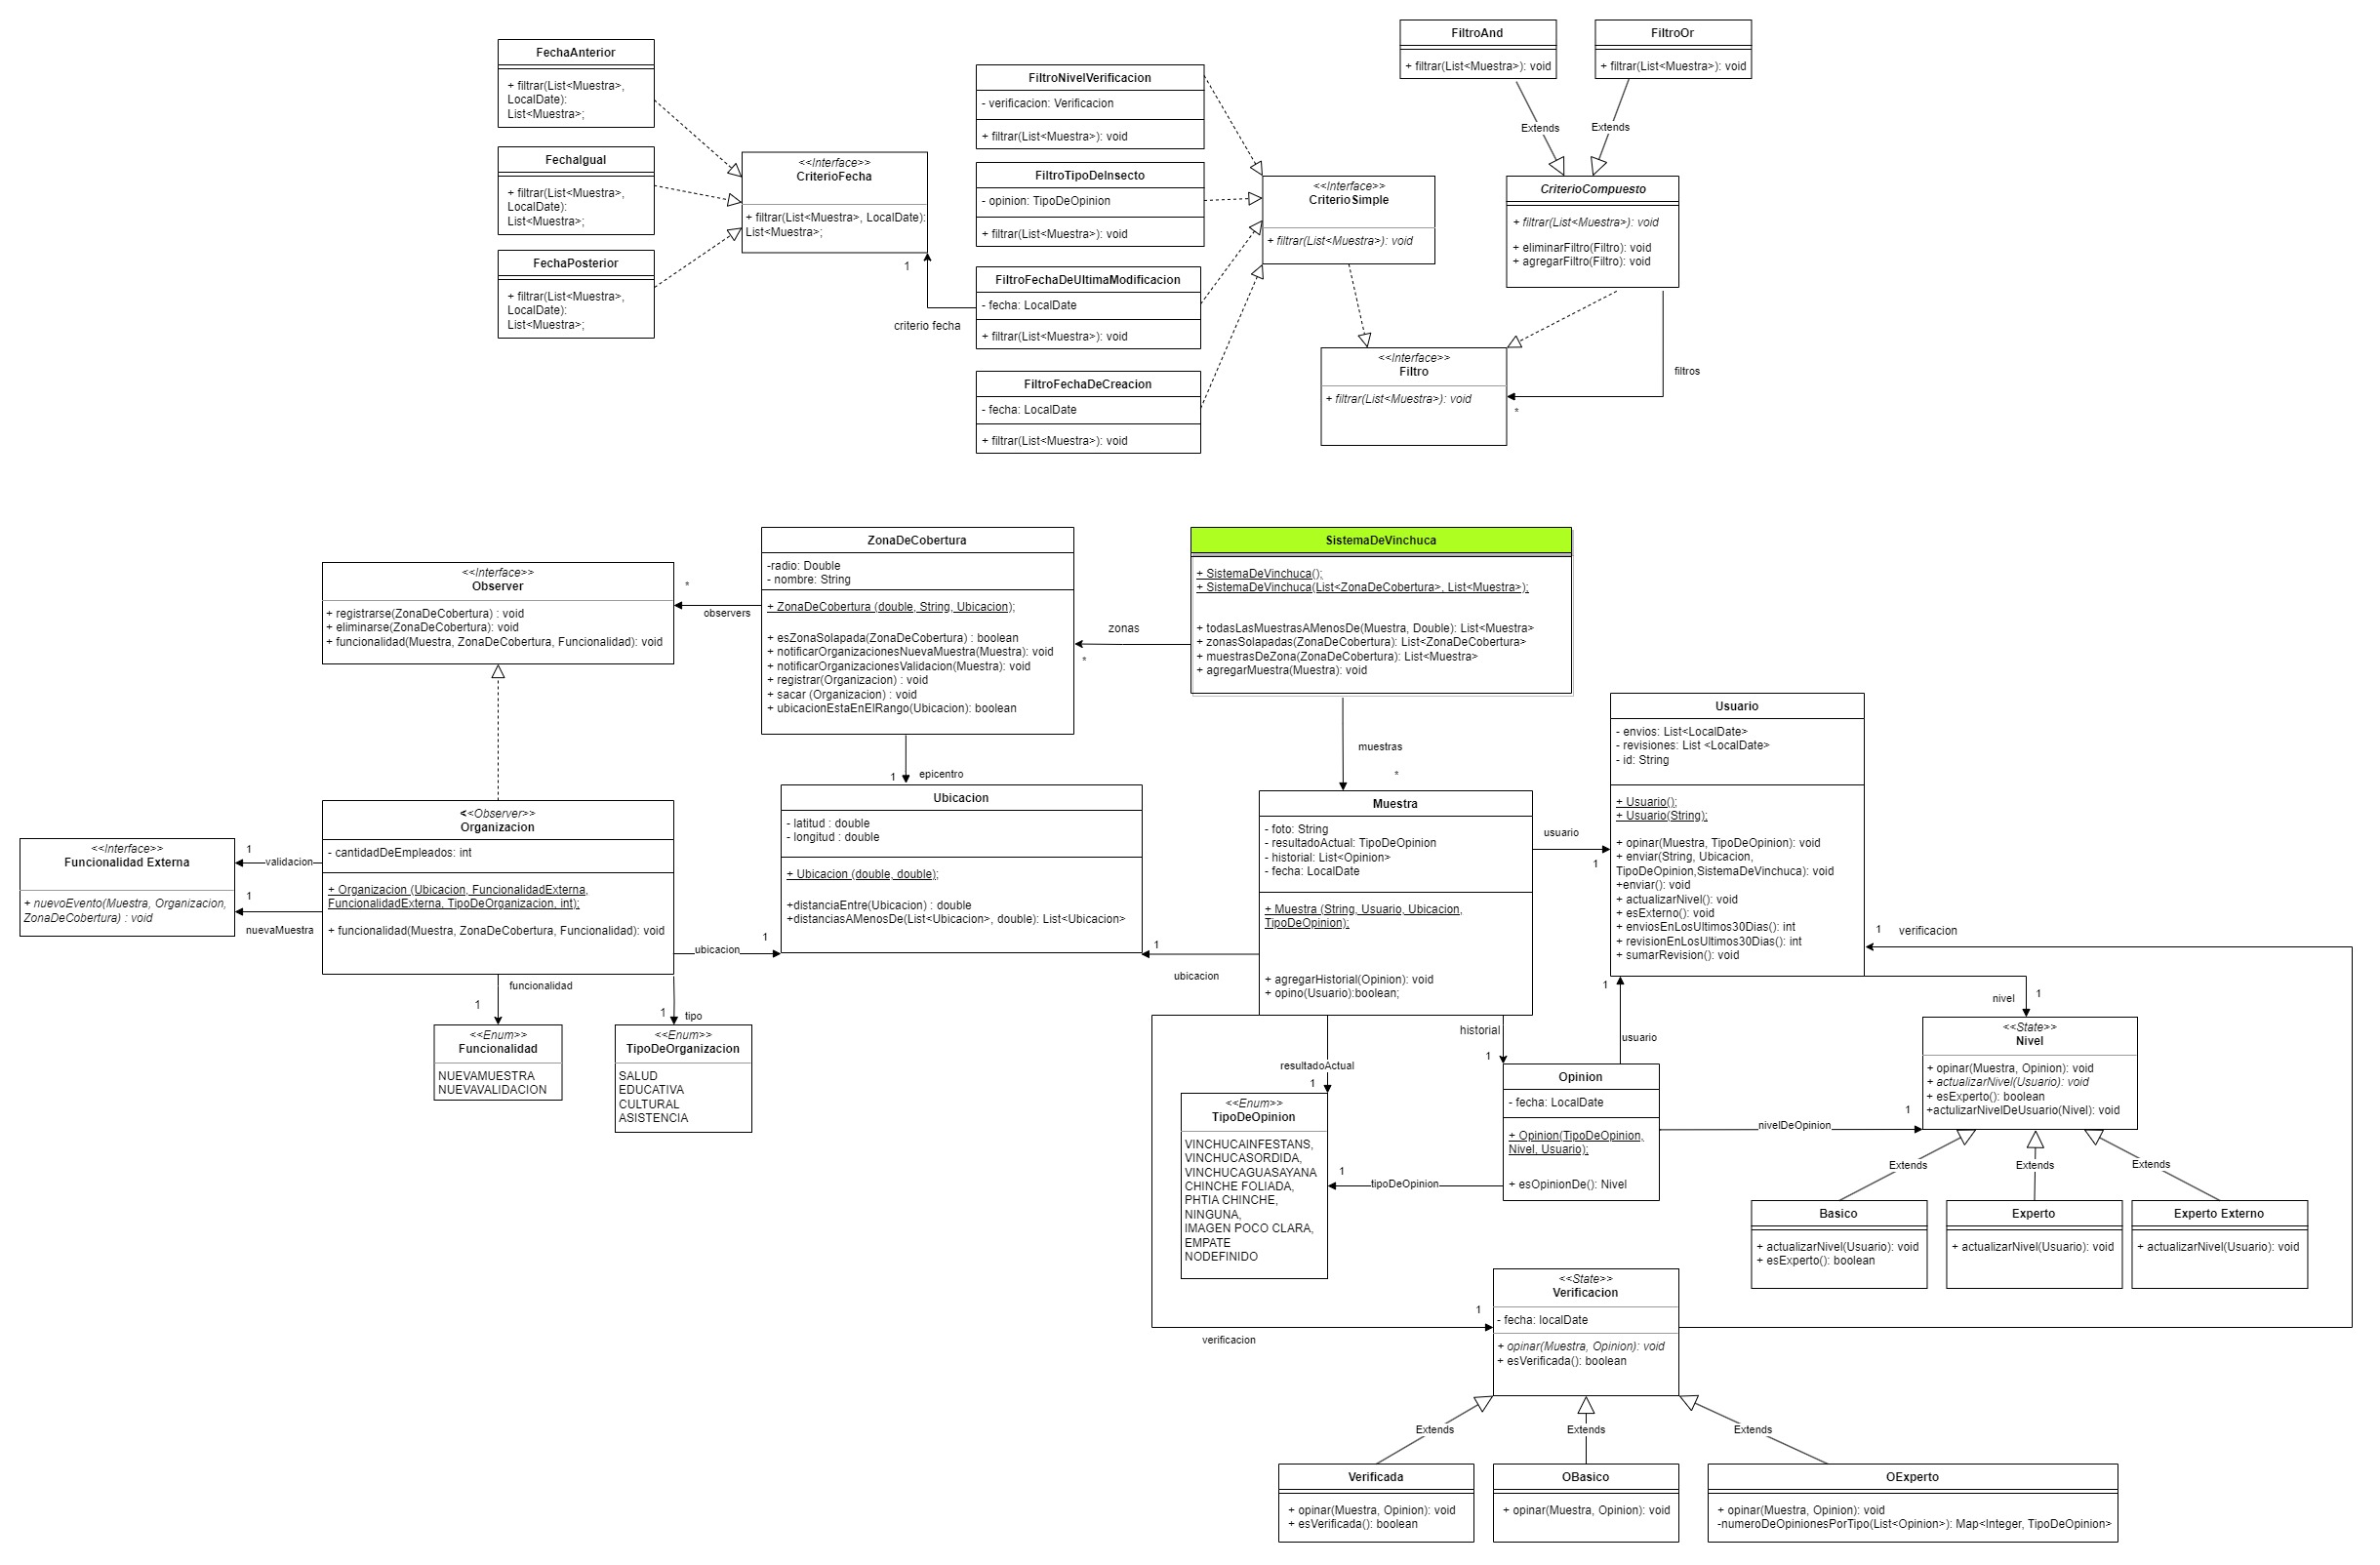 FechaAnterior
+ filtrar(List<Muestra>,
LocalDate):
List<Muestra>;
FechaIgual
+ filtrar(List<Muestra>,
LocalDate):
List<Muestra>;
FechaPosterior
+ filtrar(List<Muestra>,
LocalDate):
List<Muestra>;
<<Interface>>
CriterioFecha
+ filtrar(List<Muestra>, LocalDate):
List<Muestra>;
1
criterio fecha
FiltroNivelVerificacion
- verificacion: Verificacion
+ filtrar(List<Muestra>): void
FiltroTipoDeInsecto
- opinion: TipoDeOpinion
+ filtrar(List<Muestra>): void
FiltroFechaDeUltimaModificacion
- fecha: LocalDate
+ filtrar(List<Muestra>): void
FiltroFechaDeCreacion
- fecha: LocalDate
+ filtrar(List<Muestra>): void
<<Interface>>
CriterioSimple
+ filtrar(List<Muestra>): void
FiltroAnd
+ filtrar(List<Muestra>): void
FiltroOr
+ filtrar(List<Muestra>): void
Extends
Extends
CriterioCompuesto
+ filtrar(List<Muestra>): void
+ eliminarFiltro(Filtro): void
+ agregarFiltro(Filtro): void
<<Interface>>
Filtro
+ filtrar(List<Muestra>): void
filtros
*
<<Interface>>
Observer
+ registrarse(ZonaDeCobertura) : void
+ eliminarse(ZonaDeCobertura): void
+ funcionalidad(Muestra, ZonaDeCobertura, Funcionalidad): void
*
observers
ZonaDeCobertura
-radio: Double
- nombre: String
+ ZonaDeCobertura (double, String, Ubicacion);
+ esZonaSolapada(ZonaDeCobertura) : boolean
+ notificarOrganizacionesNuevaMuestra(Muestra): void
+ notificarOrganizacionesValidacion(Muestra): void
+ registrar(Organizacion) : void
+ sacar (Organizacion) : void
+ ubicacionEstaEnElRango(Ubicacion): boolean
zonas
*
SistemaDeVinchuca
+ SistemaDeVinchuca();
+ SistemaDeVinchuca(List<ZonaDeCobertura>, List<Muestra>);
+ todasLasMuestrasAMenosDe(Muestra, Double): List<Muestra>
+ zonasSolapadas(ZonaDeCobertura): List<ZonaDeCobertura>
+ muestrasDeZona(ZonaDeCobertura): List<Muestra>
+ agregarMuestra(Muestra): void
muestras
*
1
epicentro
Usuario
- envios: List<LocalDate>
- revisiones: List <LocalDate>
- id: String
+ Usuario();
+ Usuario(String);
+ opinar(Muestra, TipoDeOpinion): void
+ enviar(String, Ubicacion,
TipoDeOpinion,SistemaDeVinchuca): void
+enviar(): void
+ actualizarNivel(): void
+ esExterno(): void
+ enviosEnLosUltimos30Dias(): int
+ revisionEnLosUltimos30Dias(): int
+ sumarRevision(): void
<<Interface>>
Funcionalidad Externa
+ nuevoEvento(Muestra, Organizacion,
ZonaDeCobertura) : void
1
validacion
1
nuevaMuestra
<<Observer>>
Organizacion
- cantidadDeEmpleados: int
+ Organizacion (Ubicacion, FuncionalidadExterna,
FuncionalidadExterna, TipoDeOrganizacion, int);
+ funcionalidad(Muestra, ZonaDeCobertura, Funcionalidad): void
ubicacion
1
Ubicacion
- latitud : double
- longitud : double
+ Ubicacion (double, double);
+distanciaEntre(Ubicacion) : double
+distanciasAMenosDe(List<Ubicacion>, double): List<Ubicacion>
1
ubicacion
Muestra
- foto: String
- resultadoActual: TipoDeOpinion
- historial: List<Opinion>
- fecha: LocalDate
+ Muestra (String, Usuario, Ubicacion,
TipoDeOpinion);
+ agregarHistorial(Opinion): void
+ opino(Usuario):boolean;
usuario
1
1
verificacion
funcionalidad
1
1
tipo
<<Enum>>
Funcionalidad
NUEVAMUESTRA
NUEVAVALIDACION
<<Enum>>
TipoDeOrganizacion
SALUD
EDUCATIVA
CULTURAL
ASISTENCIA
resultadoActual
1
historial
1
1
usuario
nivel
1
<<Enum>>
TipoDeOpinion
VINCHUCAINFESTANS,
VINCHUCASORDIDA,
VINCHUCAGUASAYANA
CHINCHE FOLIADA,
PHTIA CHINCHE,
NINGUNA,
IMAGEN POCO CLARA,
EMPATE
NODEFINIDO
Opinion
- fecha: LocalDate
+ Opinion(TipoDeOpinion,
Nivel, Usuario);
+ esOpinionDe(): Nivel
1
tipoDeOpinion
nivelDeOpinion
1
<<State>>
Nivel
+ opinar(Muestra, Opinion): void
+ actualizarNivel(Usuario): void
+ esExperto(): boolean
+actulizarNivelDeUsuario(Nivel): void
Extends
Extends
Extends
Basico
+ actualizarNivel(Usuario): void
+ esExperto(): boolean
Experto
+ actualizarNivel(Usuario): void
Experto Externo
+ actualizarNivel(Usuario): void
verificacion
1
<<State>>
Verificacion
- fecha: localDate
+ opinar(Muestra, Opinion): void
+ esVerificada(): boolean
Extends
Extends
Extends
Verificada
+ opinar(Muestra, Opinion): void
+ esVerificada(): boolean
OBasico
+ opinar(Muestra, Opinion): void
OExperto
+ opinar(Muestra, Opinion): void
-numeroDeOpinionesPorTipo(List<Opinion>): Map<Integer, TipoDeOpinion>